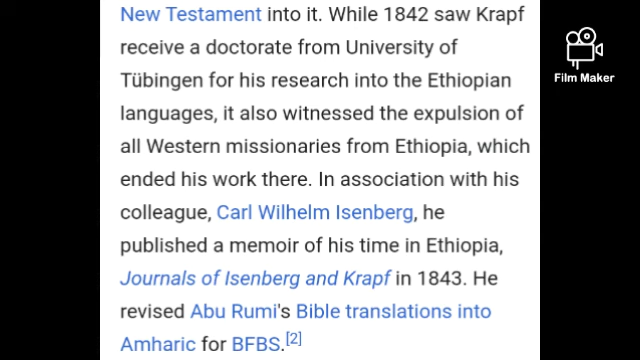 New Testament into it. While 1842 saw Krapf
receive a doctorate from University of
Tübingen for his research into the Ethiopian
languages, it also witnessed the expulsion of
all Western missionaries from Ethiopia, which
ended his work there. In association with his
colleague, Carl Wilhelm Isenberg, he
published a memoir of his time in Ethiopia,
Journals of Isenberg and Krapf in 1843. He
revised Abu Rumi's Bible translations into
Amharic for BFBS.[2]
Film Maker